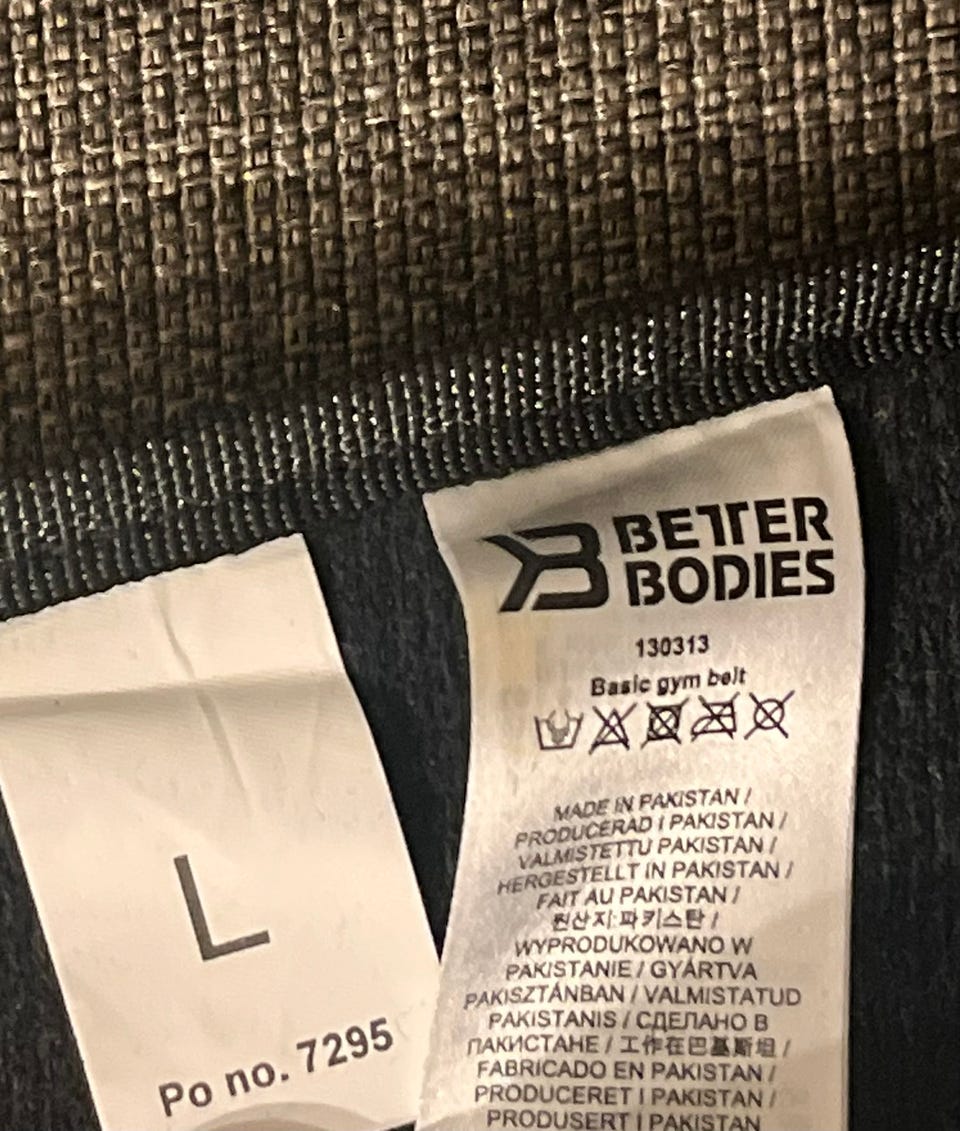 L
Po no. 7295
BETTER
BODIES
130313
Basic gym belt
MADE IN PAKISTAN /
PRODUCERAD I PAKISTAN /
VALMISTETTU PAKISTAN /
HERGESTELLT IN PAKISTAN /
FAIT AU PAKISTAN /
원산지:파키스탄 /
WYPRODUKOWANO W
PAKISTANIE / GYÁRTVA
PAKISZTÁNBAN / VALMISTATUD
PAKISTANIS / СДЕЛАНО В
ПАКИСТАНЕ / 工作在巴基斯坦 /
FABRICADO EN PAKISTAN /
PRODUCERET I PAKISTAN /
PRODUSERT I PAKISTAN